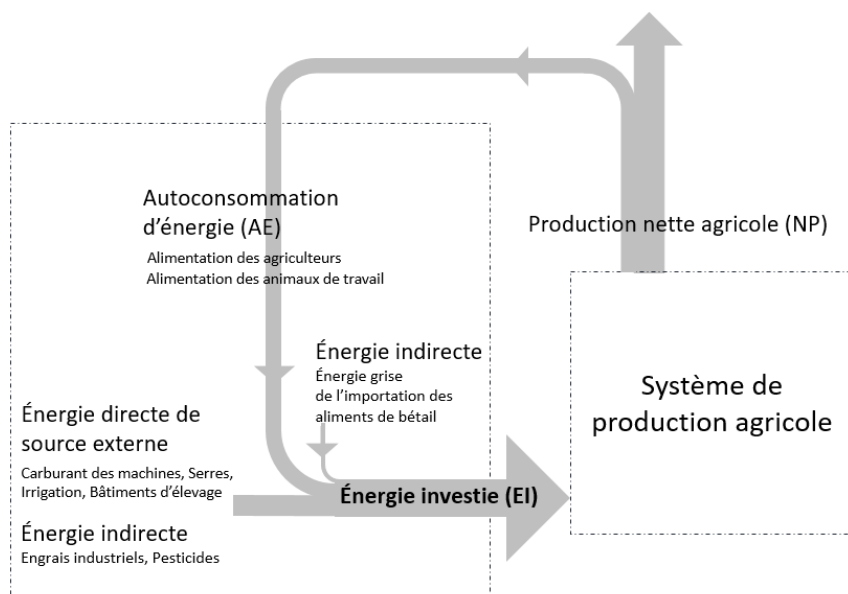 Autoconsommation
d'énergie (AE)
Alimentation des agriculteurs
Alimentation des animaux de travail
Production nette agricole (NP)
Énergie indirecte
Énergie grise
de l'importation des
aliments de bétail
Système de
production agricole
Énergie directe de
source externe
Carburant des machines, Serres,
Irrigation, Bâtiments d'élevage
Énergie investie (EI)
Énergie indirecte
Engrais industriels, Pesticides